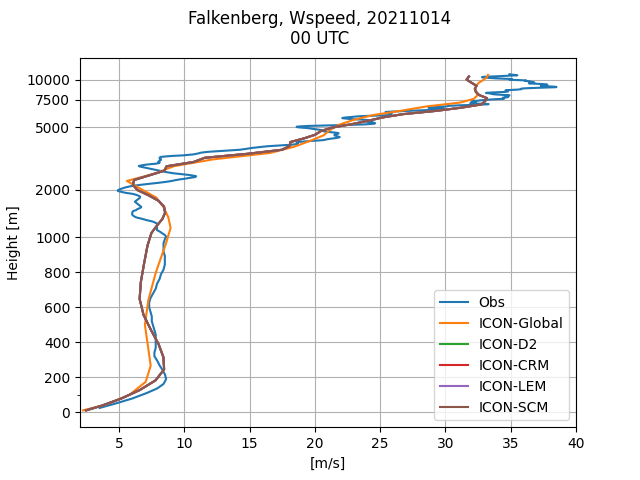 Falkenberg, Wspeed, 20211014
00 UTC
Height [m]
10000
7500
5000
2000
1000
800
600
400
200
0
5
10
15
20
25
30
35
40
[m/s]
Obs
ICON-Global
ICON-D2
ICON-CRM
ICON-LEM
ICON-SCM